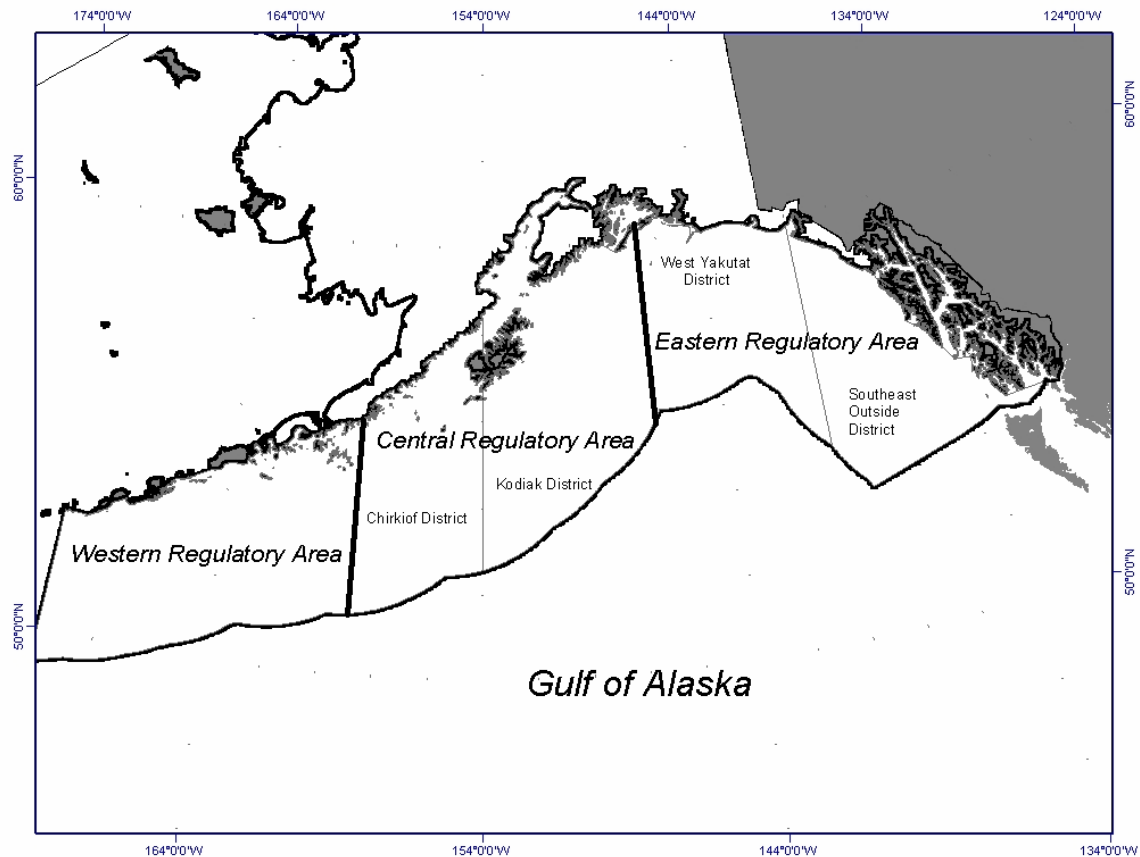 174°0'0"W 164°0'0"W 154°0'0"W 144°0'0"W 134°0'0"W 124°0'0"W
60°0'0"N
60°0'0"N
West Yakutat
District
Eastern Regulatory Area
Southeast
Outside
District
Central Regulatory Area
Kodiak District
Chirkiof District
Western Regulatory Area
50°0'0"N
50°0'0"N
Gulf of Alaska
164°0'0"W 154°0'0"W 144°0'0"W 134°0'0"W